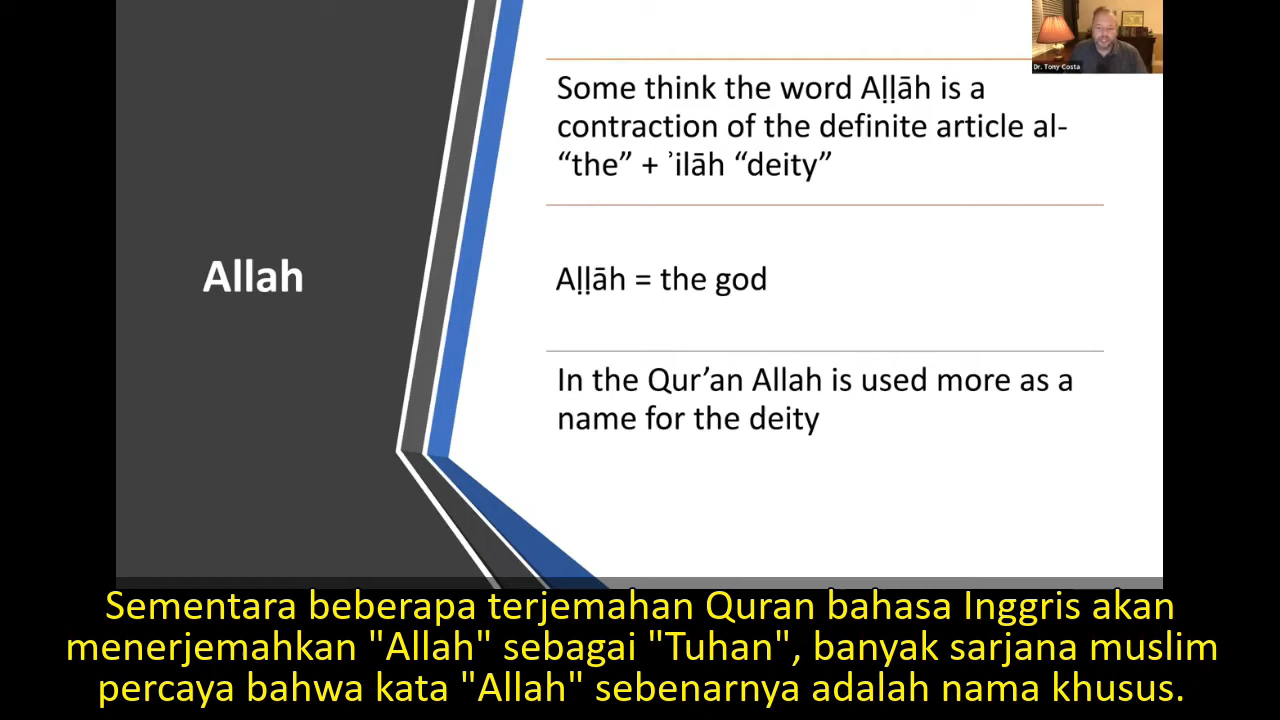 Dr. Tony Costa
Some think the word Aḷḷāh is a
contraction of the definite article al-
“the” + ʾilāh “deity”
Allah
Aḷḷāh = the god
In the Qur’an Allah is used more as a
name for the deity
Sementara beberapa terjemahan Quran bahasa Inggris akan
menerjemahkan "Allah" sebagai "Tuhan", banyak sarjana muslim
percaya bahwa kata "Allah" sebenarnya adalah nama khusus.